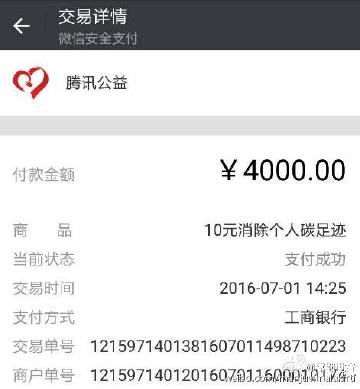 交易详情
微信安全支付
腾讯公益
付款金额 ￥4000.00
商品 10元消除个人碳足迹
当前状态 支付成功
交易时间 2016-07-01 14:25
支付方式 工商银行
交易单号 1215971401381607011498710223
商户单号